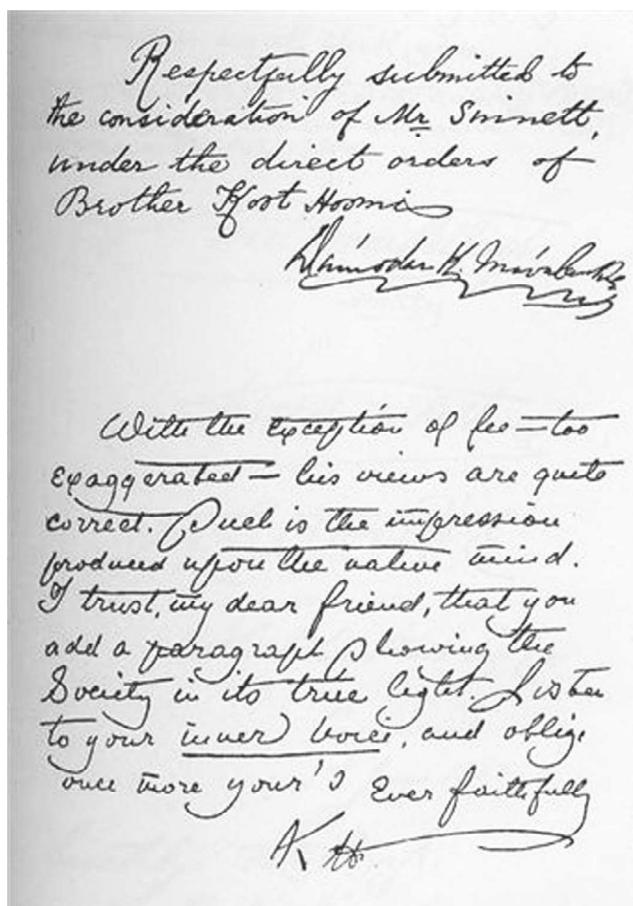 Respectfully submitted to
the consideration of Mr Sinnett,
under the direct orders of
Brother Koot Hoomi
Damodar K. Mavalankar
With the exception of fee—too
exaggerated—his views are quite
correct. Such is the impression
produced upon the native mind.
I trust, my dear friend, that you
add a paragraph showing the
Society in its true light. Listen
to your inner voice, and oblige
once more your's Ever faithfully
K H.